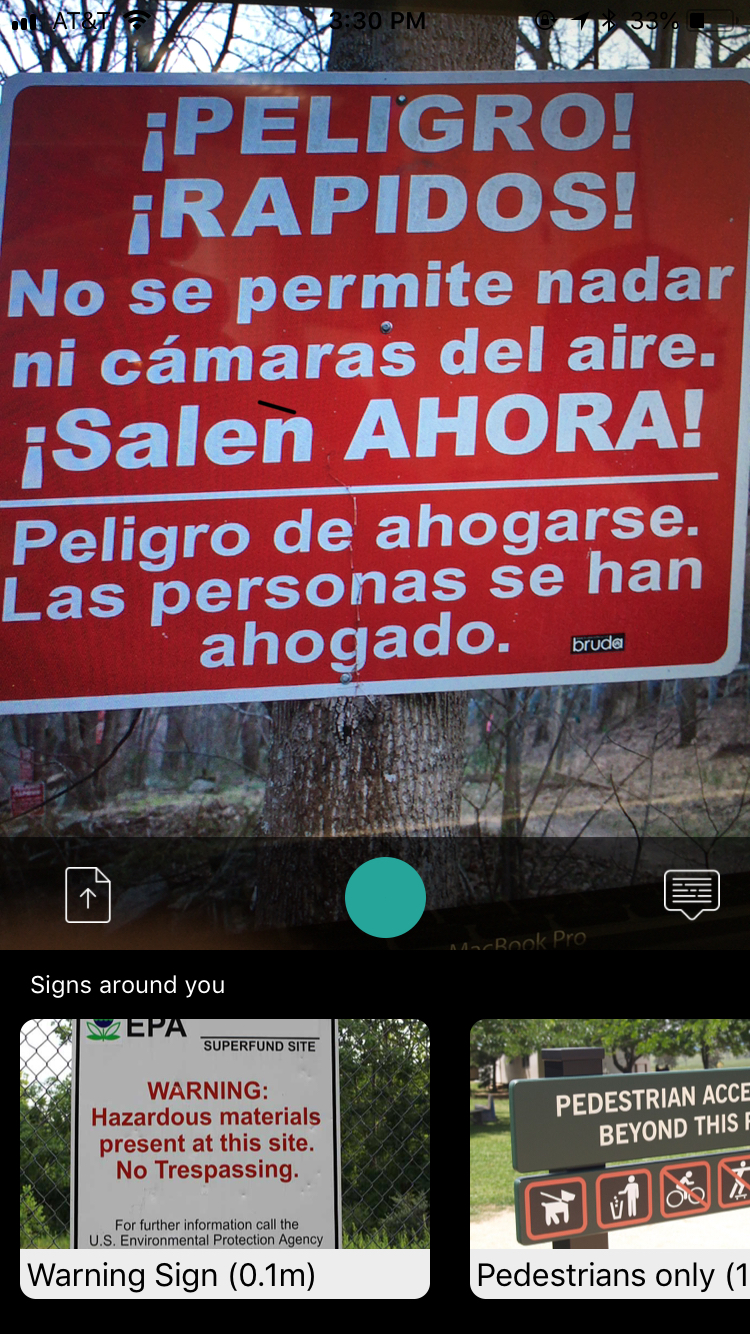 AT&T 3:30 PM 33%
¡PELIGRO!
¡RAPIDOS!
No se permite nadar
ni cámaras del aire.
¡Salen AHORA!
Peligro de ahogarse.
Las personas se han
ahogado.
bruda
MacBook Pro
Signs around you
EPA
SUPERFUND SITE
WARNING:
Hazardous materials
present at this site.
No Trespassing.
For further information call the
U.S. Environmental Protection Agency
Warning Sign (0.1m)
PEDESTRIAN ACCE
BEYOND THIS
Pedestrians only (1